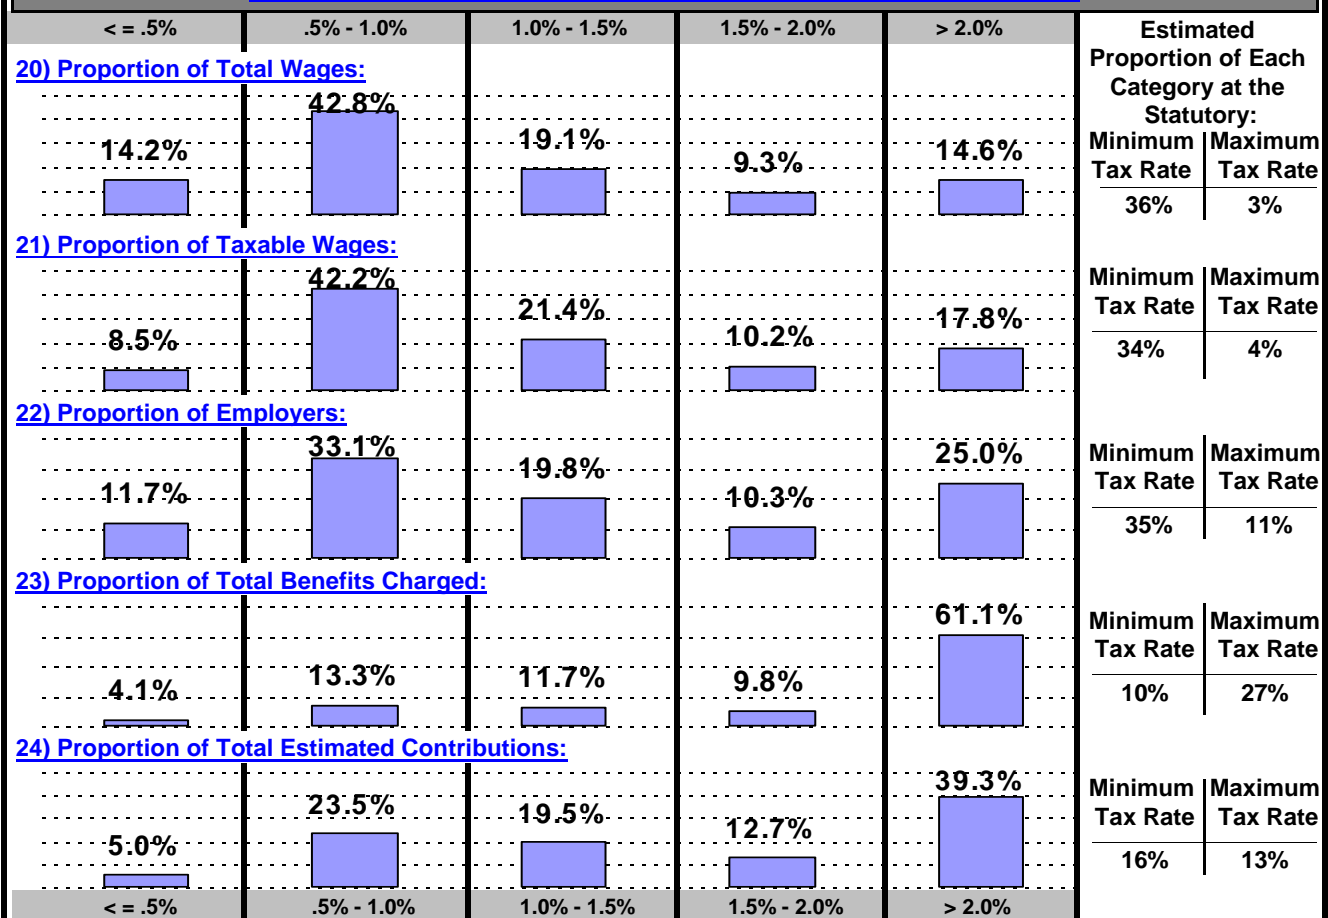 < = .5% .5% - 1.0% 1.0% - 1.5% 1.5% - 2.0% > 2.0%
Estimated
Proportion of Each
Category at the
Statutory:
20) Proportion of Total Wages:
14.2% 42.8% 19.1% 9.3% 14.6%
Minimum Maximum
Tax Rate Tax Rate
36% 3%
21) Proportion of Taxable Wages:
8.5% 42.2% 21.4% 10.2% 17.8%
Minimum Maximum
Tax Rate Tax Rate
34% 4%
22) Proportion of Employers:
11.7% 33.1% 19.8% 10.3% 25.0%
Minimum Maximum
Tax Rate Tax Rate
35% 11%
23) Proportion of Total Benefits Charged:
4.1% 13.3% 11.7% 9.8% 61.1%
Minimum Maximum
Tax Rate Tax Rate
10% 27%
24) Proportion of Total Estimated Contributions:
5.0% 23.5% 19.5% 12.7% 39.3%
Minimum Maximum
Tax Rate Tax Rate
16% 13%
< = .5% .5% - 1.0% 1.0% - 1.5% 1.5% - 2.0% > 2.0%